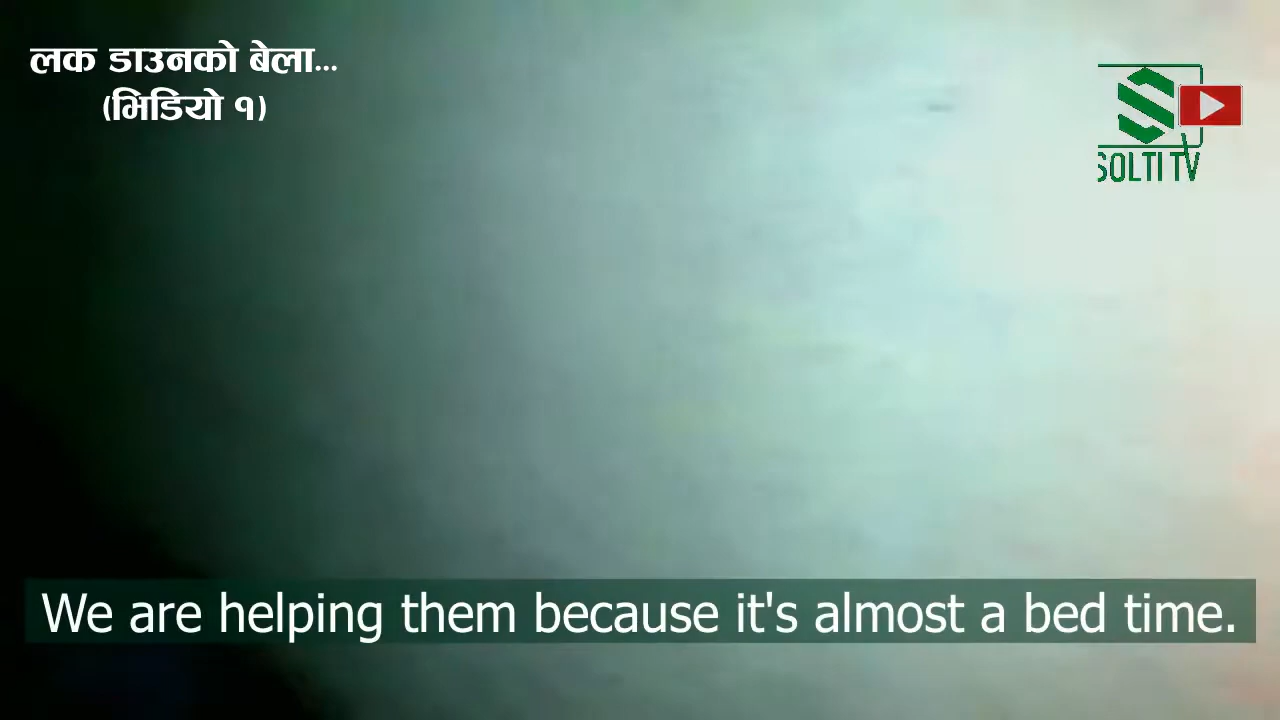 लक डाउनको बेला...
(भिडियो १)
SOLTI TV
We are helping them because it's almost a bed time.